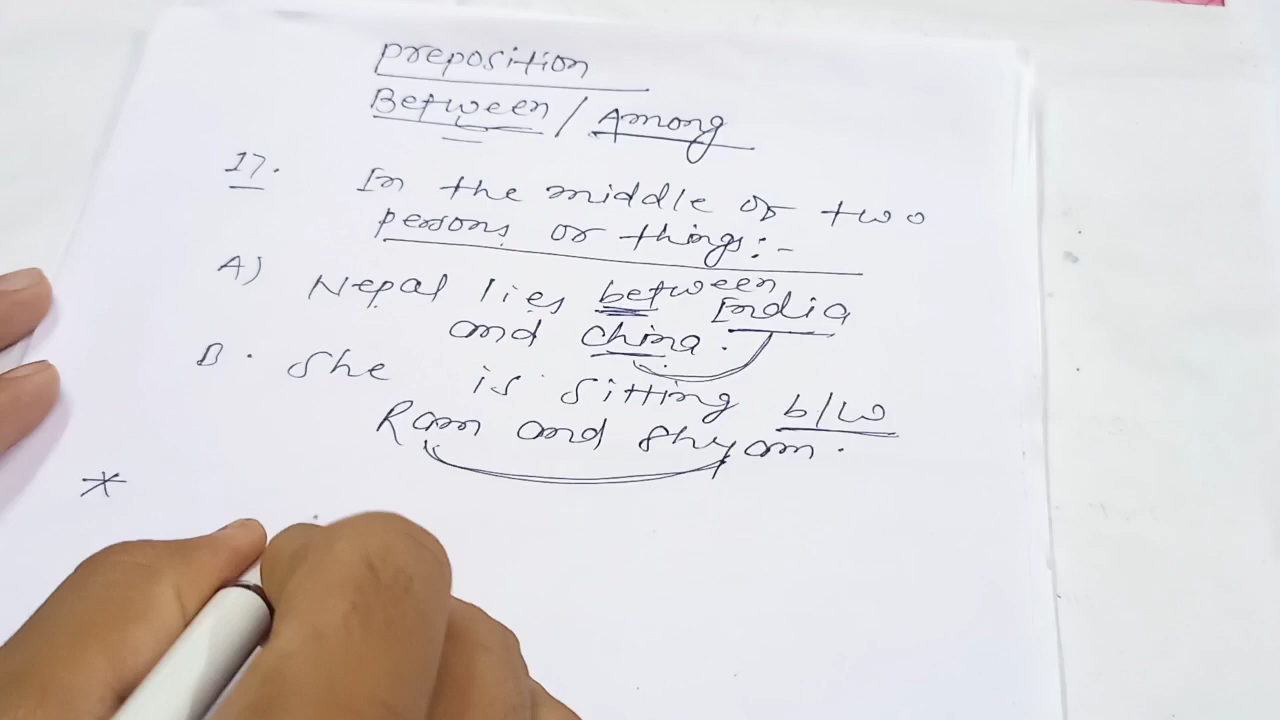 preposition
Between / Among
17. In the middle of two
persons or things:-
A) Nepal lies between India
and China.
B. She is sitting b/w
Ram and Shyam.
*